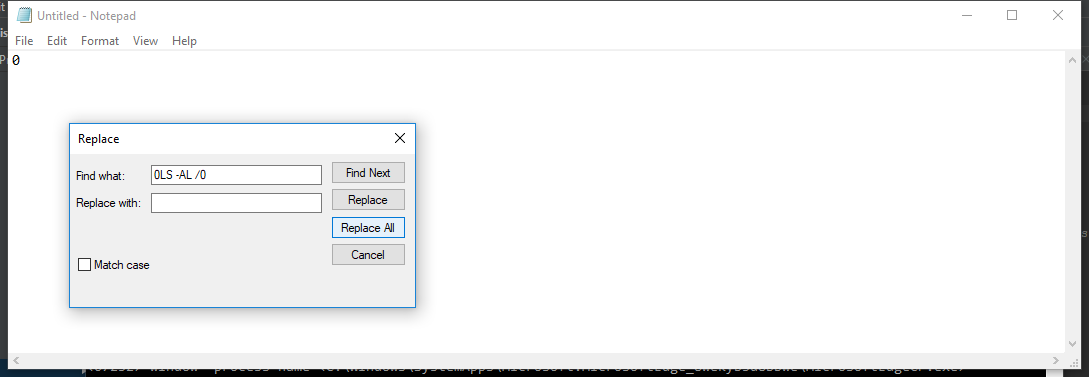 Untitled - Notepad
File Edit Format View Help
0
Replace
Find what: 0LS -AL /0 Find Next
Replace with: Replace
Replace All
Cancel
Match case